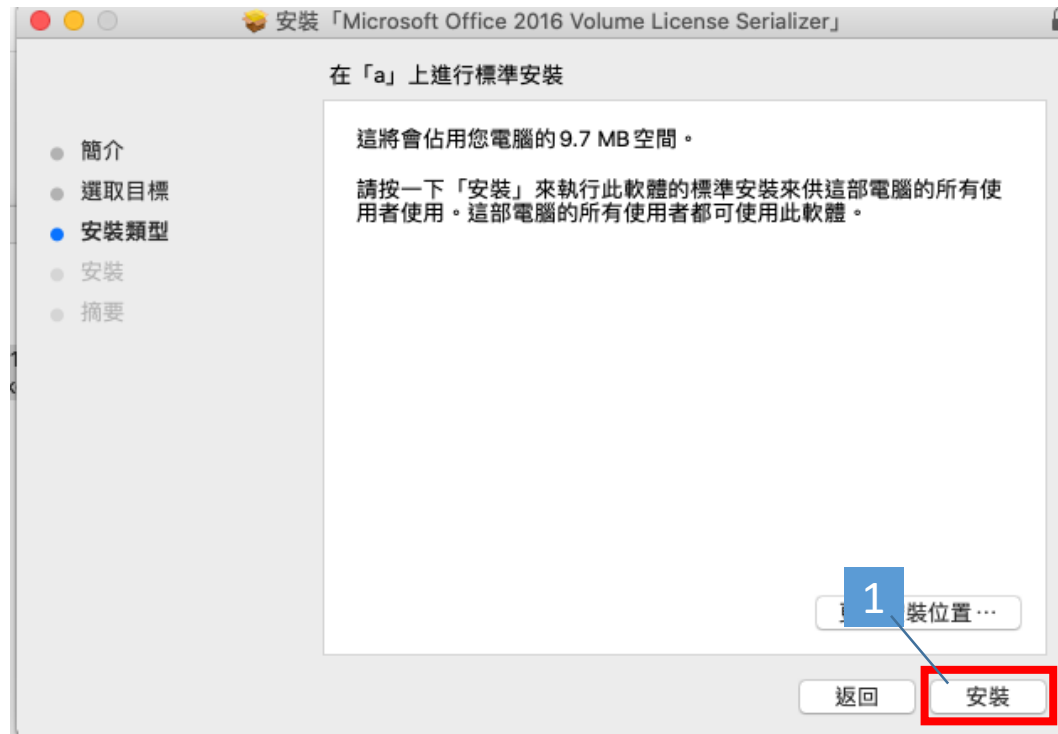 安裝「Microsoft Office 2016 Volume License Serializer」
在「a」上進行標準安裝
簡介
選取目標
安裝類型
安裝
摘要
這將會佔用您電腦的 9.7 MB 空間。
請按一下「安裝」來執行此軟體的標準安裝來供這部電腦的所有使
用者使用。這部電腦的所有使用者都可使用此軟體。
1
裝位置…
返回
安裝